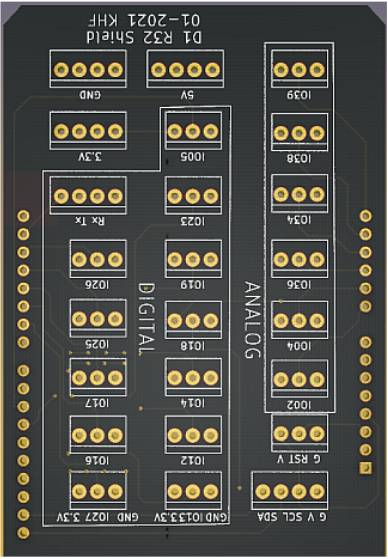 D1 R32 Shield
01-2021 KHF
GND
5V
IO39
3.3V
IO05
IO38
Rx Tx
IO23
IO34
IO26
IO19
IO36
DIGITAL
ANALOG
IO25
IO18
IO04
IO17
IO14
IO02
IO16
IO12
G RST V
GND IO27 3.3V
GND IO13 3.3V
G V SCL SDA